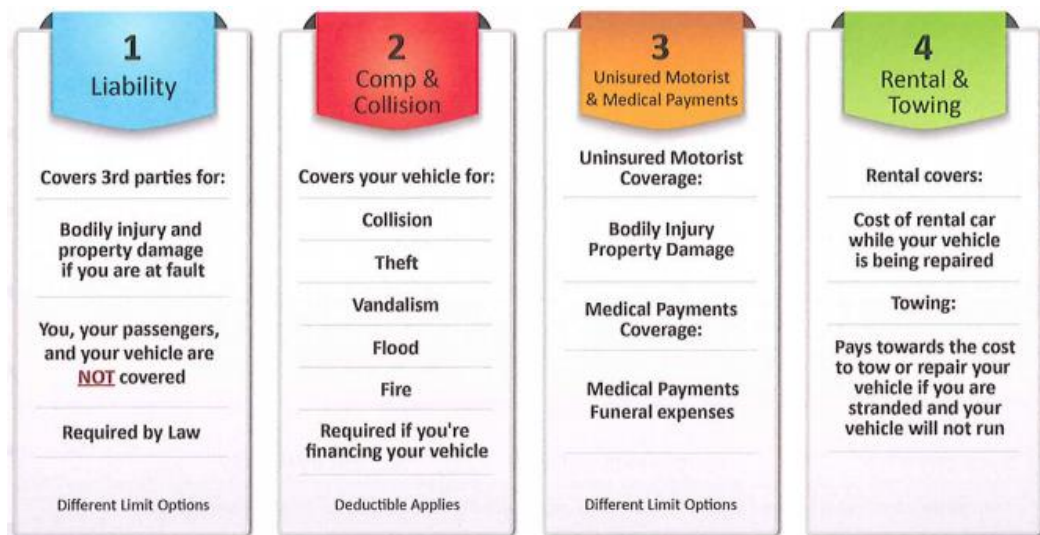 1
Liability
Covers 3rd parties for:
Bodily injury and
property damage
if you are at fault
You, your passengers,
and your vehicle are
NOT covered
Required by Law
Different Limit Options
2
Comp &
Collision
Covers your vehicle for:
Collision
Theft
Vandalism
Flood
Fire
Required if you're
financing your vehicle
Deductible Applies
3
Unisured Motorist
& Medical Payments
Uninsured Motorist
Coverage:
Bodily Injury
Property Damage
Medical Payments
Coverage:
Medical Payments
Funeral expenses
Different Limit Options
4
Rental &
Towing
Rental covers:
Cost of rental car
while your vehicle
is being repaired
Towing:
Pays towards the cost
to tow or repair your
vehicle if you are
stranded and your
vehicle will not run